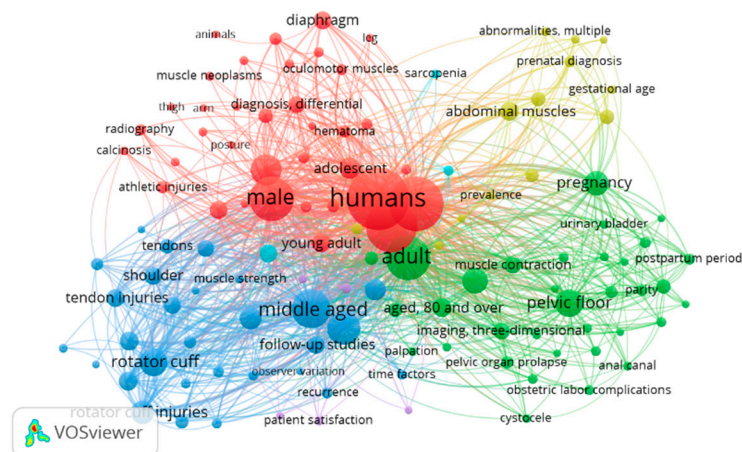 diaphragm
animals
leg
abnormalities, multiple
muscle neoplasms
oculomotor muscles
sarcopenia
prenatal diagnosis
gestational age
thigh
arm
diagnosis, differential
abdominal muscles
radiography
hematoma
calcinosis
posture
adolescent
athletic injuries
male
humans
prevalence
pregnancy
urinary bladder
tendons
young adult
adult
muscle contraction
postpartum period
shoulder
muscle strength
tendon injuries
middle aged
aged, 80 and over
pelvic floor
parity
imaging, three-dimensional
rotator cuff
follow-up studies
palpation
pelvic organ prolapse
anal canal
observer variation
time factors
recurrence
obstetric labor complications
rotator cuff injuries
patient satisfaction
cystocele
VOSviewer